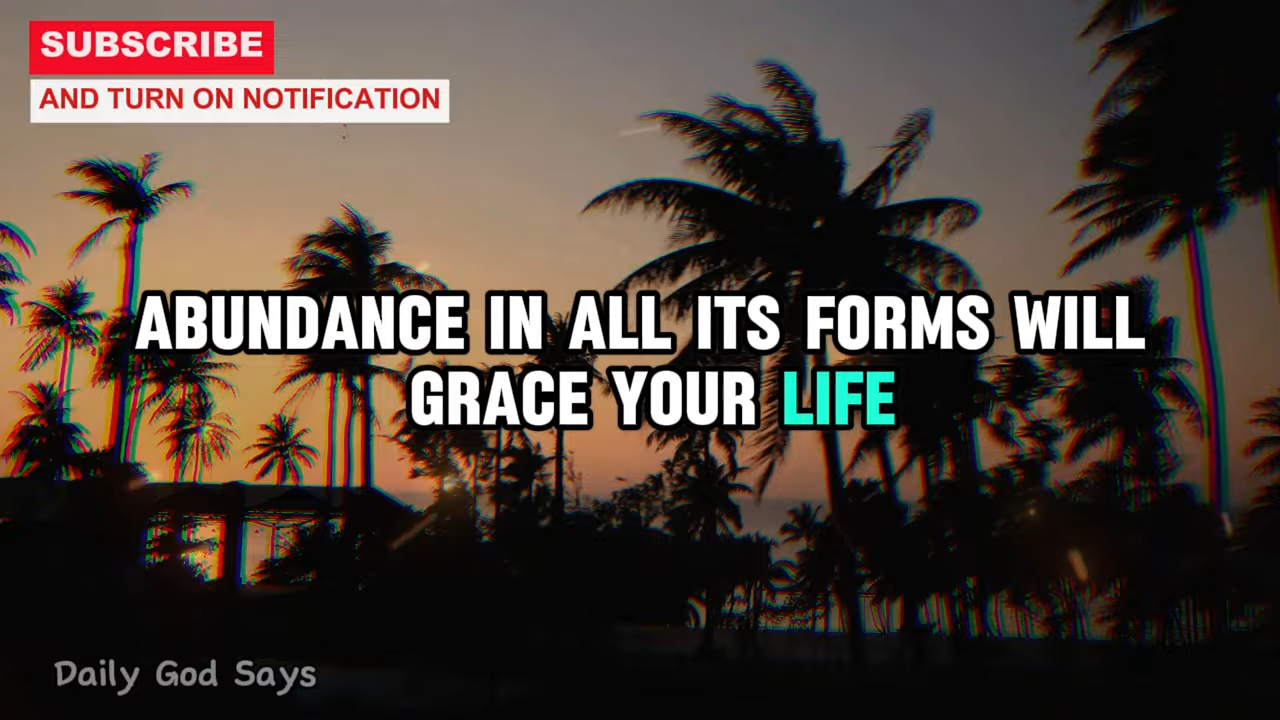 SUBSCRIBE
AND TURN ON NOTIFICATION
ABUNDANCE IN ALL ITS FORMS WILL
GRACE YOUR LIFE
Daily God Says